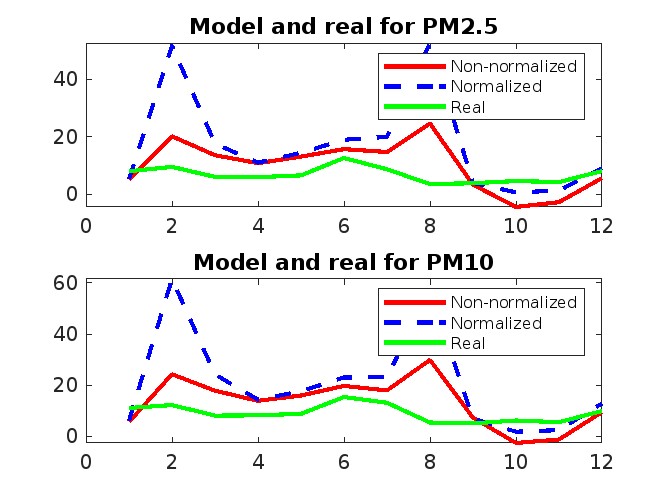 Model and real for PM2.5
40
20
0
Non-normalized
Normalized
Real
0 2 4 6 8 10 12
Model and real for PM10
60
40
20
0
Non-normalized
Normalized
Real
0 2 4 6 8 10 12